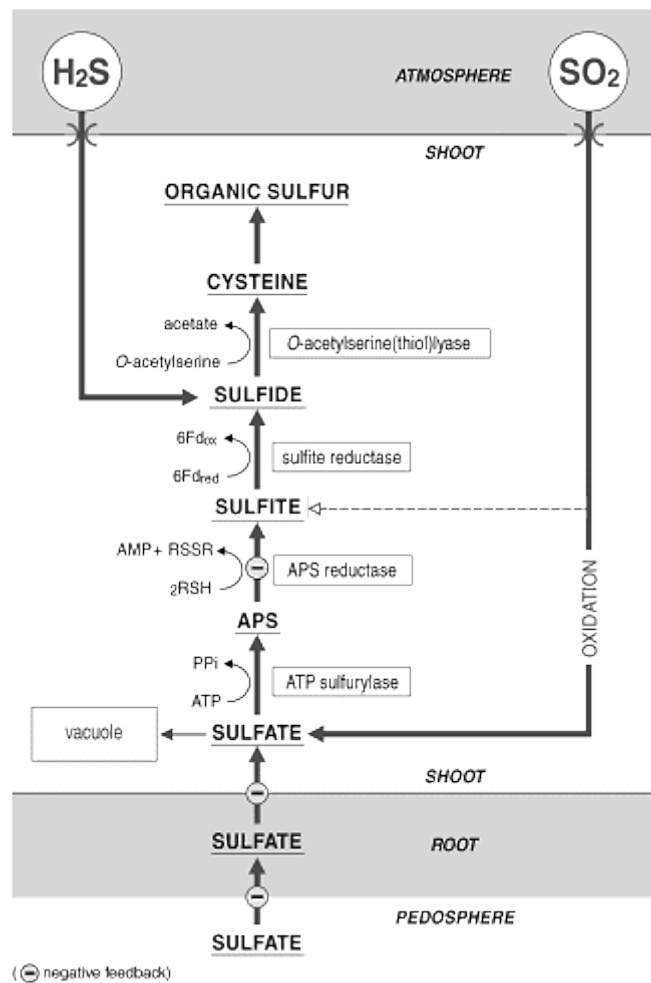 H₂S
ATMOSPHERE
SO₂
SHOOT
ORGANIC SULFUR
CYSTEINE
acetate
O-acetylserine(thiol)lyase
O-acetylserine
SULFIDE
6Fdox
sulfite reductase
6Fdred
SULFITE
AMP + RSSR
APS reductase
2RSH
OXIDATION
APS
PPi
ATP sulfurylase
ATP
vacuole
SULFATE
SHOOT
SULFATE
ROOT
PEDOSPHERE
SULFATE
(⊖ negative feedback)